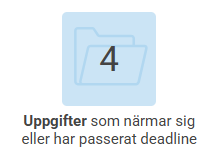 4
Uppgifter som närmar sig
eller har passerat deadline